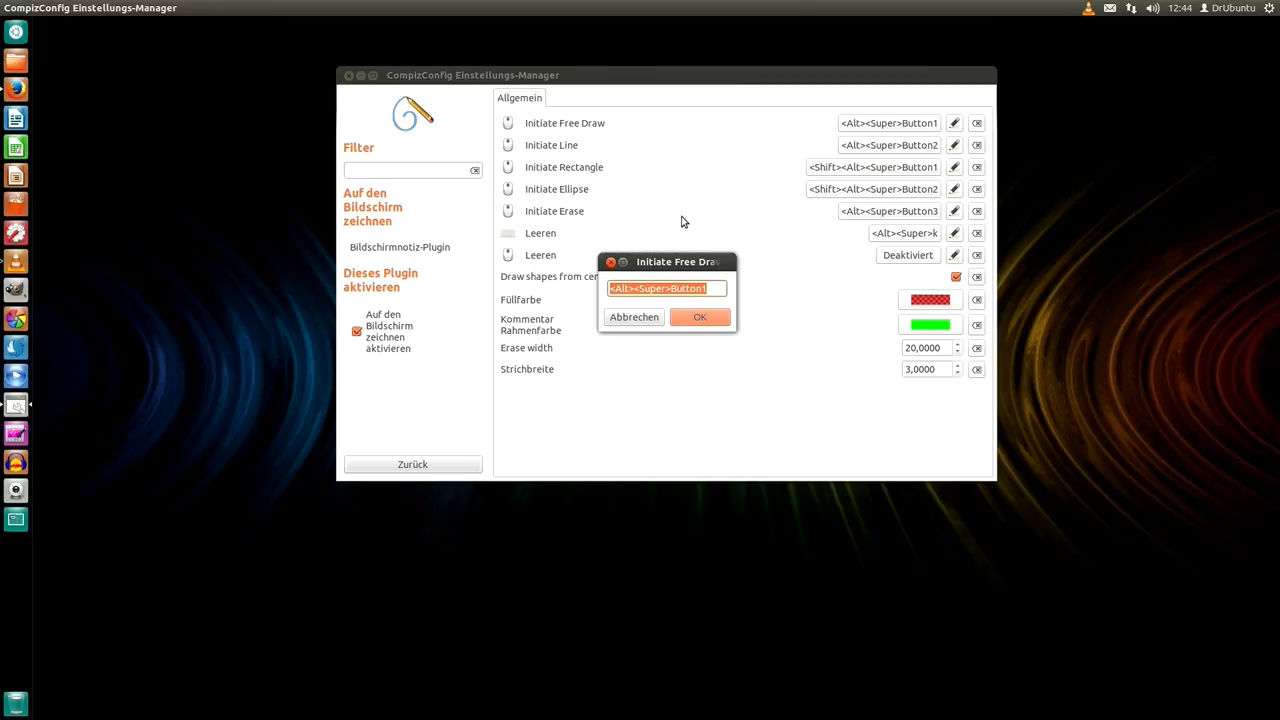 CompizConfig Einstellungs-Manager
12:44
DrUbuntu
CompizConfig Einstellungs-Manager
Filter
Auf den
Bildschirm
zeichnen
Bildschirmnotiz-Plugin
Dieses Plugin
aktivieren
Auf den
Bildschirm
zeichnen
aktivieren
Zurück
Allgemein
Initiate Free Draw
<Alt><Super>Button1
Initiate Line
<Alt><Super>Button2
Initiate Rectangle
<Shift><Alt><Super>Button1
Initiate Ellipse
<Shift><Alt><Super>Button2
Initiate Erase
<Alt><Super>Button3
Leeren
<Alt><Super>k
Leeren
Deaktiviert
Draw shapes from cen
Füllfarbe
Kommentar
Rahmenfarbe
Erase width
20,0000
Strichbreite
3,0000
Initiate Free Dra
<Alt><Super>Button1
Abbrechen
OK